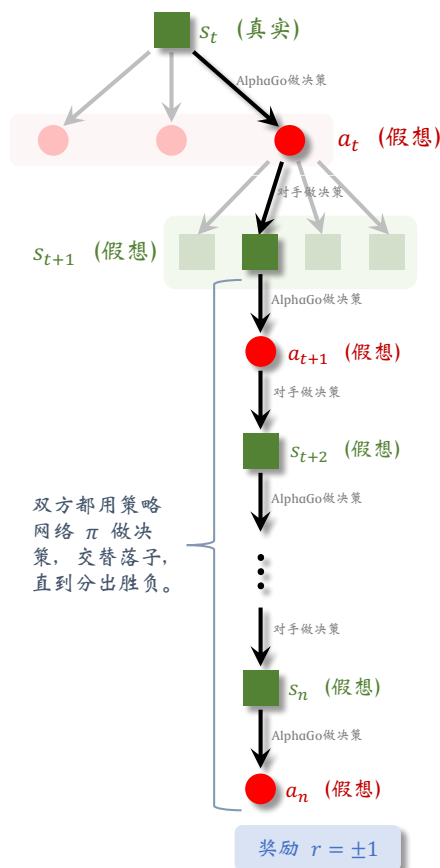 s_t (真实)
AlphaGo做决策
a_t (假想)
对手做决策
s_{t+1} (假想)
AlphaGo做决策
a_{t+1} (假想)
对手做决策
s_{t+2} (假想)
AlphaGo做决策
双方都用策略
网络 π 做决
策，交替落子，
直到分出胜负。
对手做决策
s_n (假想)
AlphaGo做决策
a_n (假想)
奖励 r = ±1